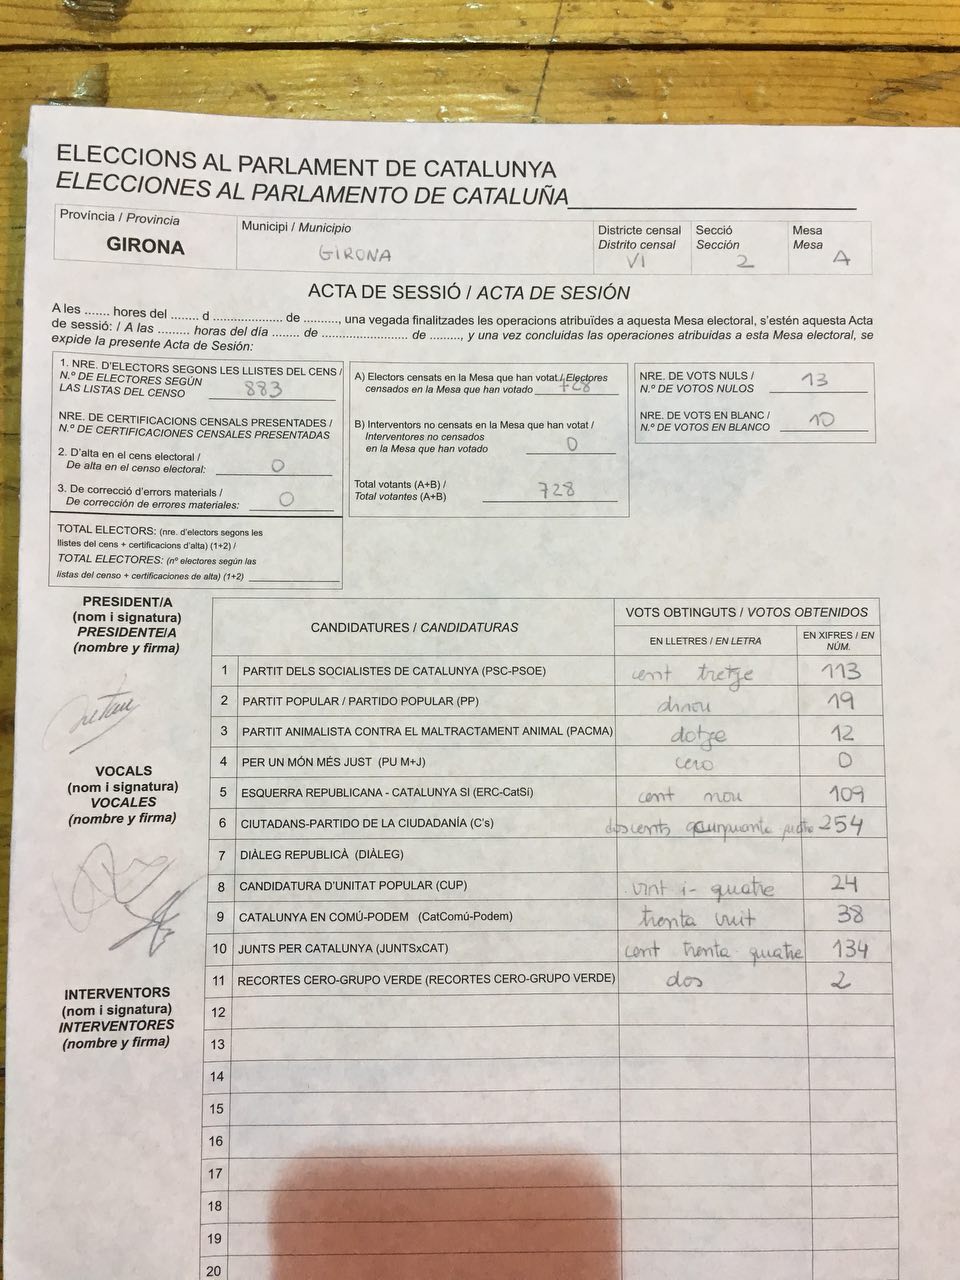 ELECCIONS AL PARLAMENT DE CATALUNYA
ELECCIONES AL PARLAMENTO DE CATALUÑA
Província / Provincia
GIRONA
Municipi / Municipio
GIRONA
Districte censal
Distrito censal
VI
Secció
Sección
2
Mesa
Mesa
A
ACTA DE SESSIÓ / ACTA DE SESIÓN
A les ....... hores del ....... d .................. de .........., una vegada finalitzades les operacions atribuïdes a aquesta Mesa electoral, s'estén aquesta Acta
de sessió: / A las ......... horas del día ....... de ....................... de ........, y una vez concluidas las operaciones atribuidas a esta Mesa electoral, se
expide la presente Acta de Sesión:
1. NRE. D'ELECTORS SEGONS LES LLISTES DEL CENS /
N.º DE ELECTORES SEGÚN
LAS LISTAS DEL CENSO 883
NRE. DE CERTIFICACIONS CENSALS PRESENTADES /
N.º DE CERTIFICACIONES CENSALES PRESENTADAS
2. D'alta en el cens electoral /
De alta en el censo electoral: 0
3. De correcció d'errors materials /
De corrección de errores materiales: 0
TOTAL ELECTORS: (nre. d'electors segons les
llistes del cens + certificacions d'alta) (1+2) /
TOTAL ELECTORES: (nº electores según las
listas del censo + certificaciones de alta) (1+2)
A) Electors censats en la Mesa que han votat / Electores
censados en la Mesa que han votado 728
B) Interventors no censats en la Mesa que han votat /
Interventores no censados
en la Mesa que han votado 0
Total votants (A+B) /
Total votantes (A+B) 728
NRE. DE VOTS NULS /
N.º DE VOTOS NULOS 13
NRE. DE VOTS EN BLANC /
N.º DE VOTOS EN BLANCO 10
PRESIDENT/A
(nom i signatura)
PRESIDENTE/A
(nombre y firma)
VOCALS
(nom i signatura)
VOCALES
(nombre y firma)
INTERVENTORS
(nom i signatura)
INTERVENTORES
(nombre y firma)
CANDIDATURES / CANDIDATURAS
VOTS OBTINGUTS / VOTOS OBTENIDOS
EN LLETRES / EN LETRA
EN XIFRES / EN
NÚM.
1 PARTIT DELS SOCIALISTES DE CATALUNYA (PSC-PSOE) cent tretze 113
2 PARTIT POPULAR / PARTIDO POPULAR (PP) dinou 19
3 PARTIT ANIMALISTA CONTRA EL MALTRACTAMENT ANIMAL (PACMA) dotze 12
4 PER UN MÓN MÉS JUST (PU M+J) cero 0
5 ESQUERRA REPUBLICANA - CATALUNYA SI (ERC-CatSí) cent nou 109
6 CIUTADANS-PARTIDO DE LA CIUDADANÍA (C's) doscents 254
7 DIÀLEG REPUBLICÀ (DIÀLEG)
8 CANDIDATURA D'UNITAT POPULAR (CUP) vint i- quatre 24
9 CATALUNYA EN COMÚ-PODEM (CatComú-Podem) trenta vuit 38
10 JUNTS PER CATALUNYA (JUNTSxCAT) cent trenta quatre 134
11 RECORTES CERO-GRUPO VERDE (RECORTES CERO-GRUPO VERDE) dos 2
12
13
14
15
16
17
18
19
20